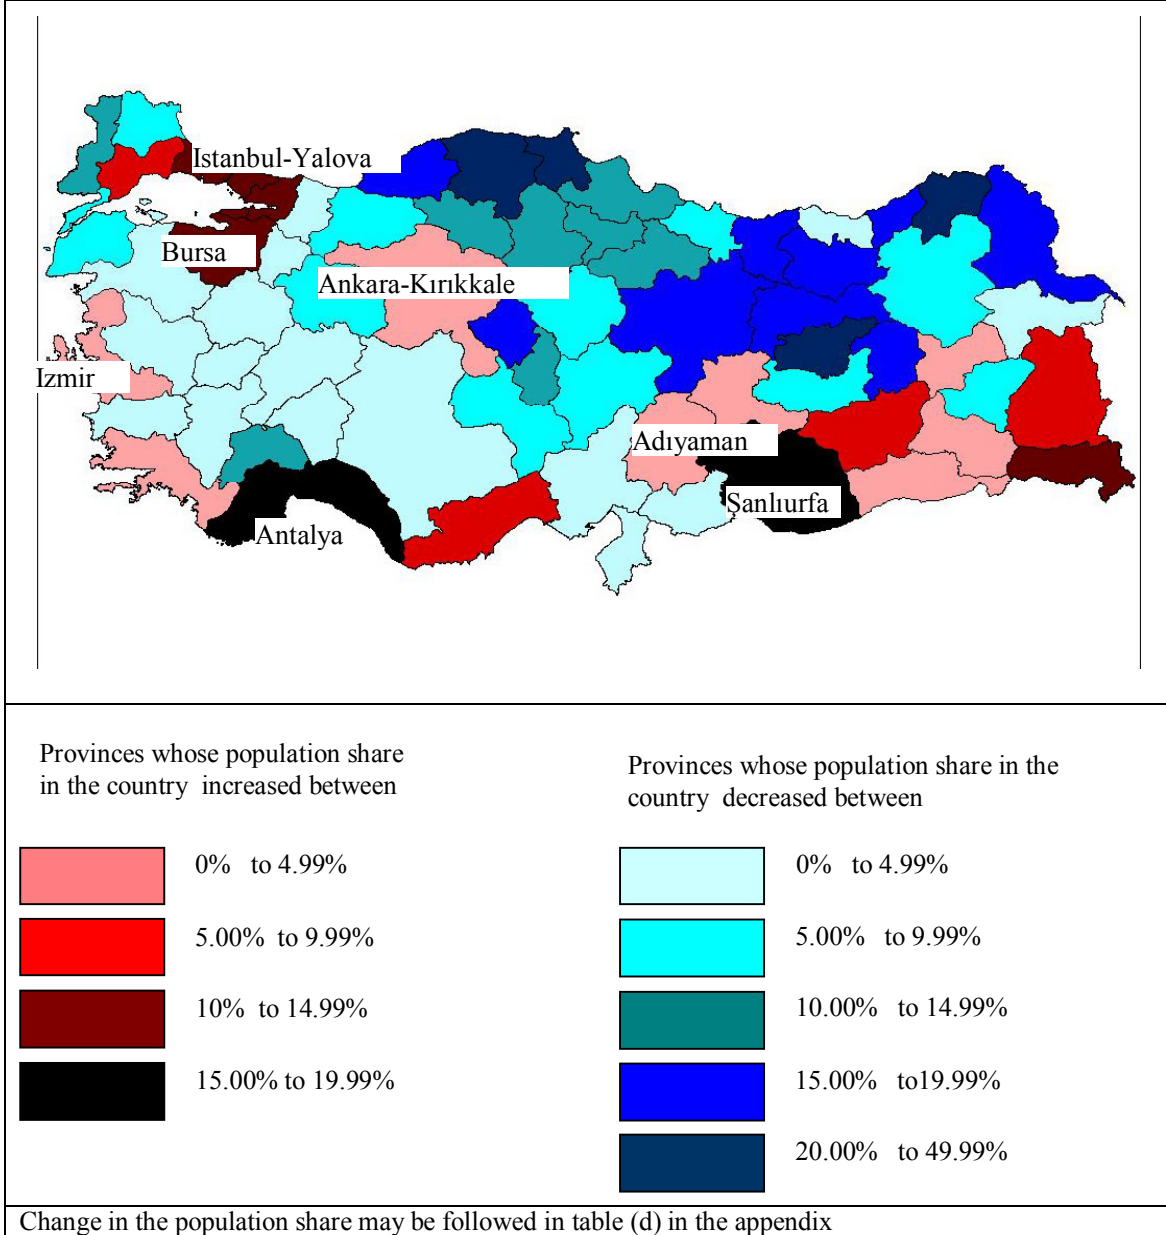 Istanbul-Yalova
Bursa
Ankara-Kırıkkale
Izmir
Adıyaman
Şanlıurfa
Antalya
Provinces whose population share
in the country increased between
0% to 4.99%
5.00% to 9.99%
10% to 14.99%
15.00% to 19.99%
Provinces whose population share in the
country decreased between
0% to 4.99%
5.00% to 9.99%
10.00% to 14.99%
15.00% to19.99%
20.00% to 49.99%
Change in the population share may be followed in table (d) in the appendix